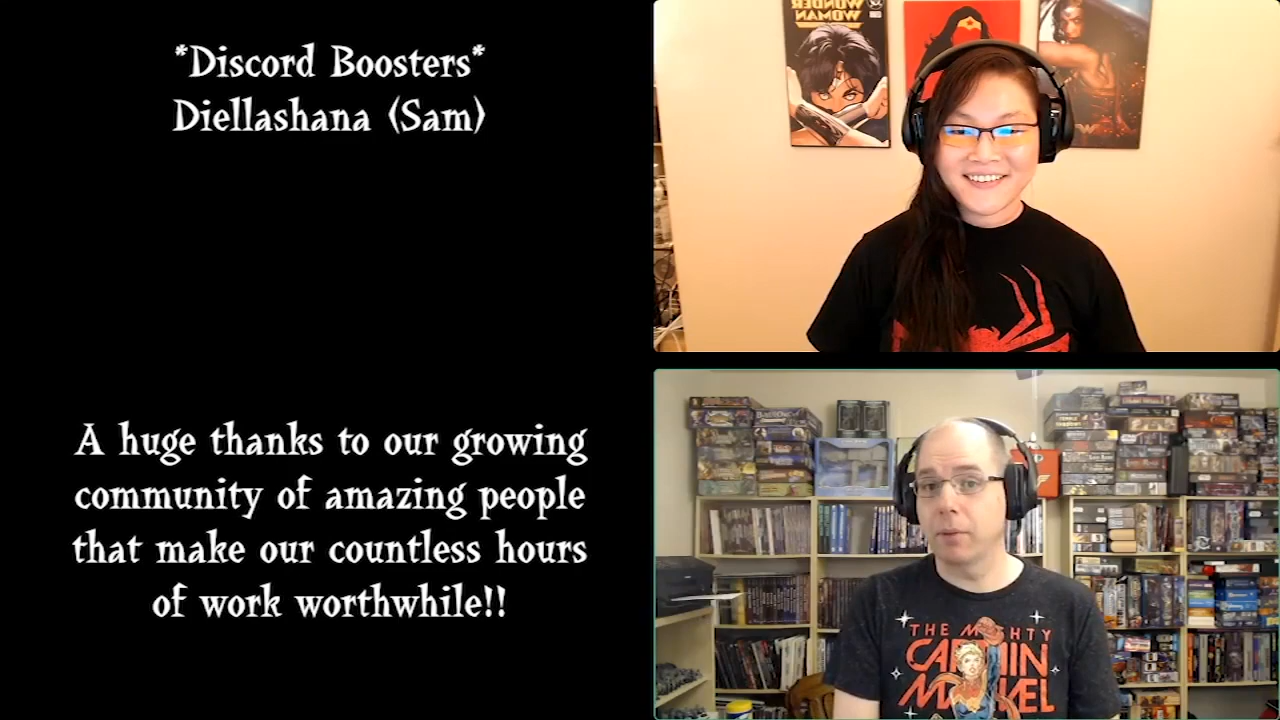 *Discord Boosters*
Diellashana (Sam)
A huge thanks to our growing
community of amazing people
that make our countless hours
of work worthwhile!!
WONDER
WOMAN
THE MIGHTY
CAPTAIN
MARVEL